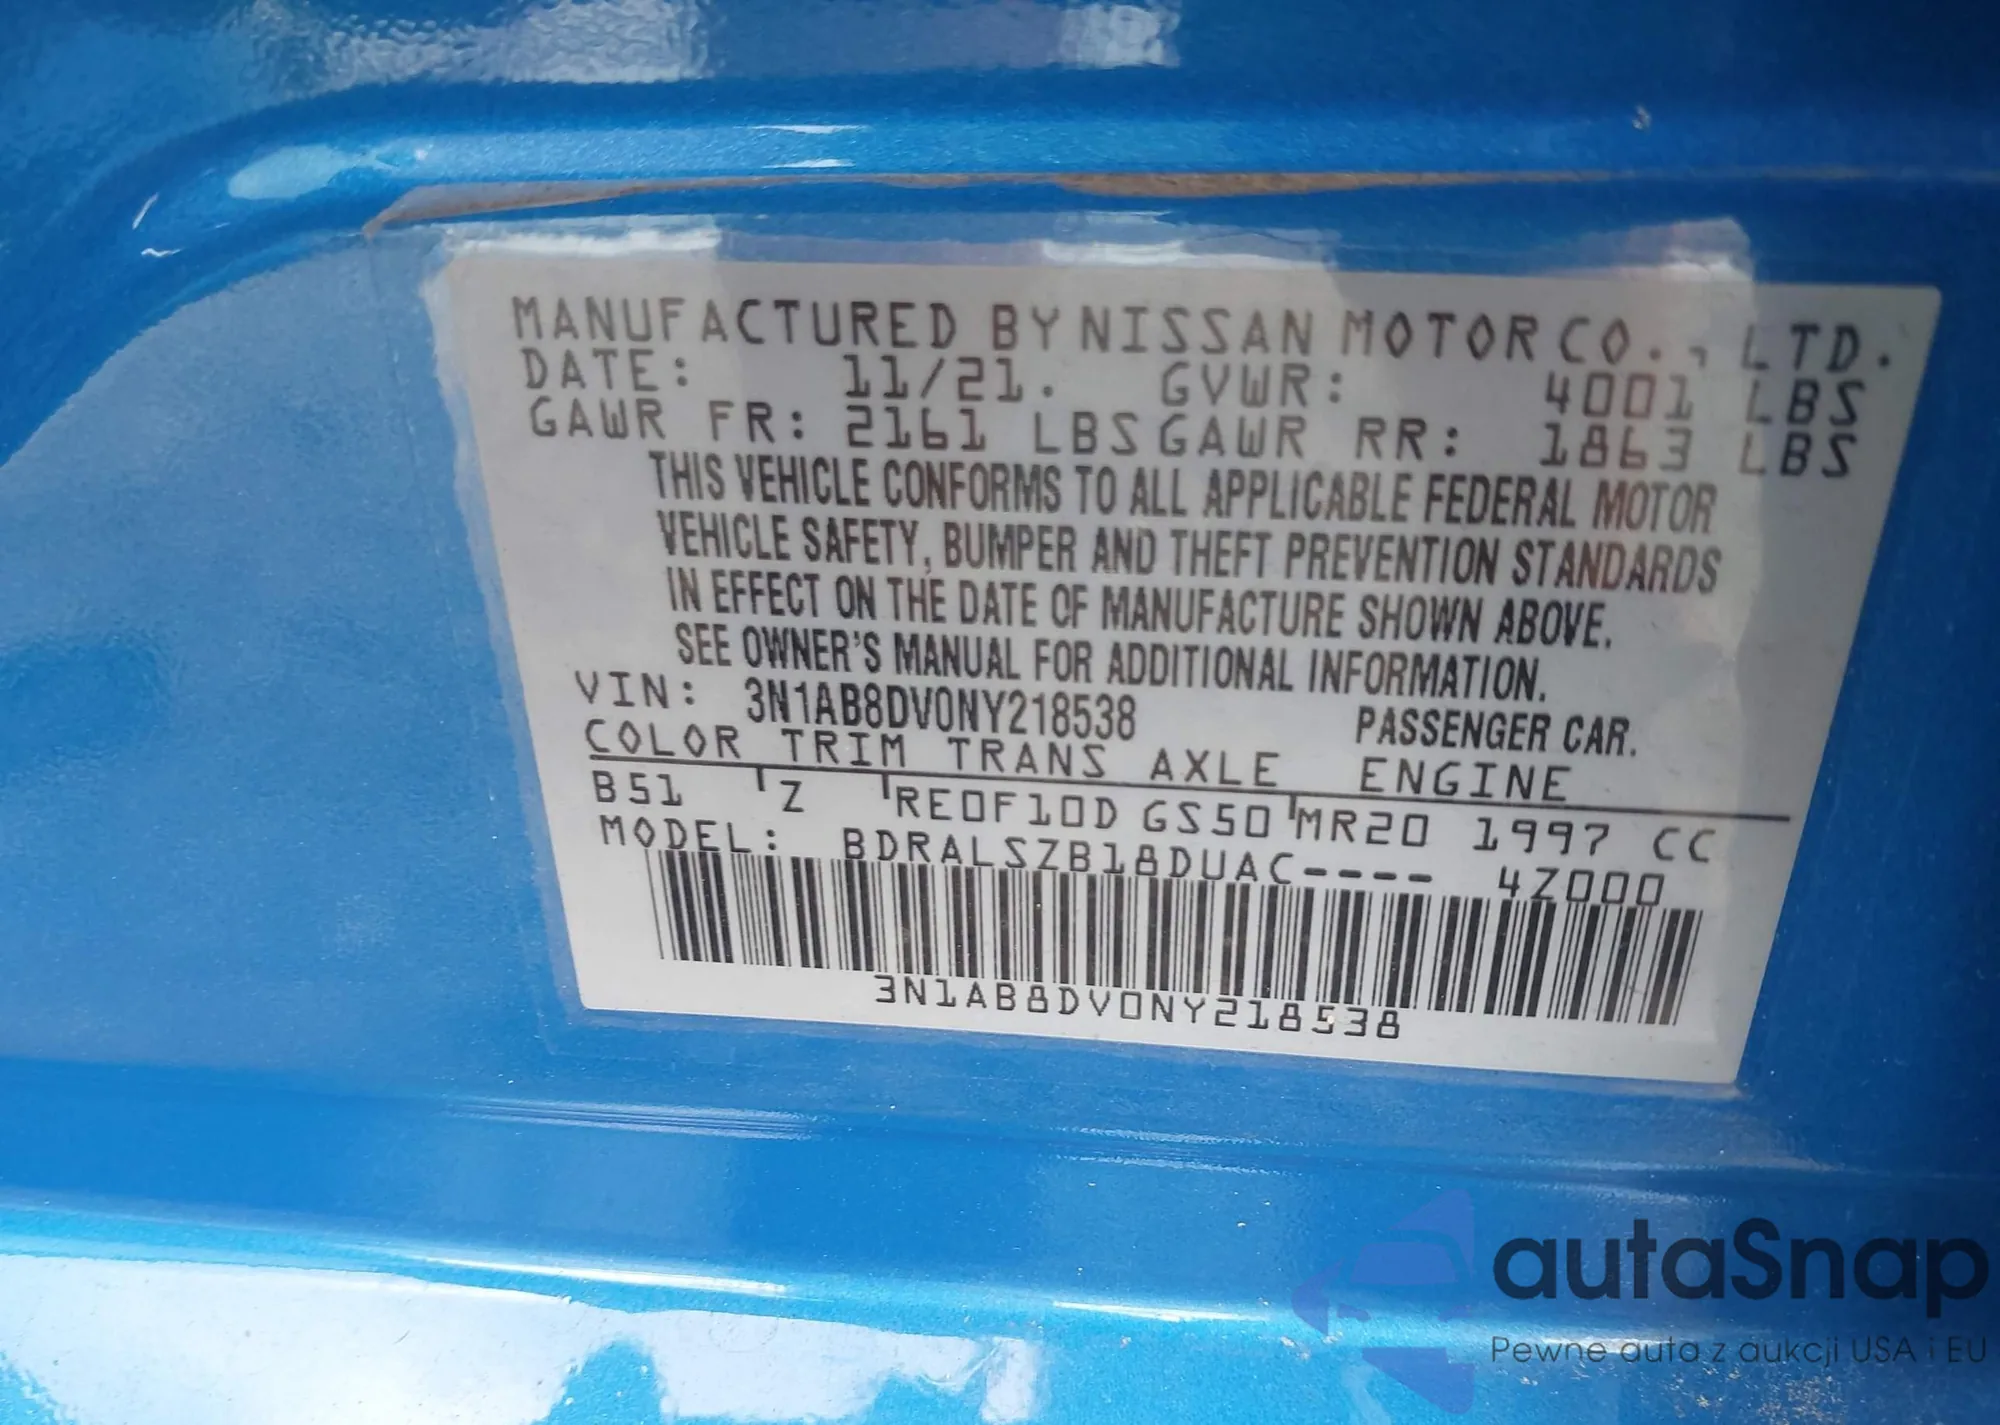 MANUFACTURED BY NISSAN MOTOR CO., LTD.
DATE: 11/21. GVWR: 4001 LBS
GAWR FR: 2161 LBS GAWR RR: 1863 LBS
THIS VEHICLE CONFORMS TO ALL APPLICABLE FEDERAL MOTOR
VEHICLE SAFETY, BUMPER AND THEFT PREVENTION STANDARDS
IN EFFECT ON THE DATE OF MANUFACTURE SHOWN ABOVE.
SEE OWNER'S MANUAL FOR ADDITIONAL INFORMATION.
VIN: 3N1AB8DV0NY218538 PASSENGER CAR.
COLOR TRIM TRANS AXLE ENGINE
B51 Z RE0F10D GS50 MR20 1997 CC
MODEL: BDRALSZB18DUAC---- 4Z000
3N1AB8DV0NY218538
autaSnap
Pewne auta z aukcji USA i EU